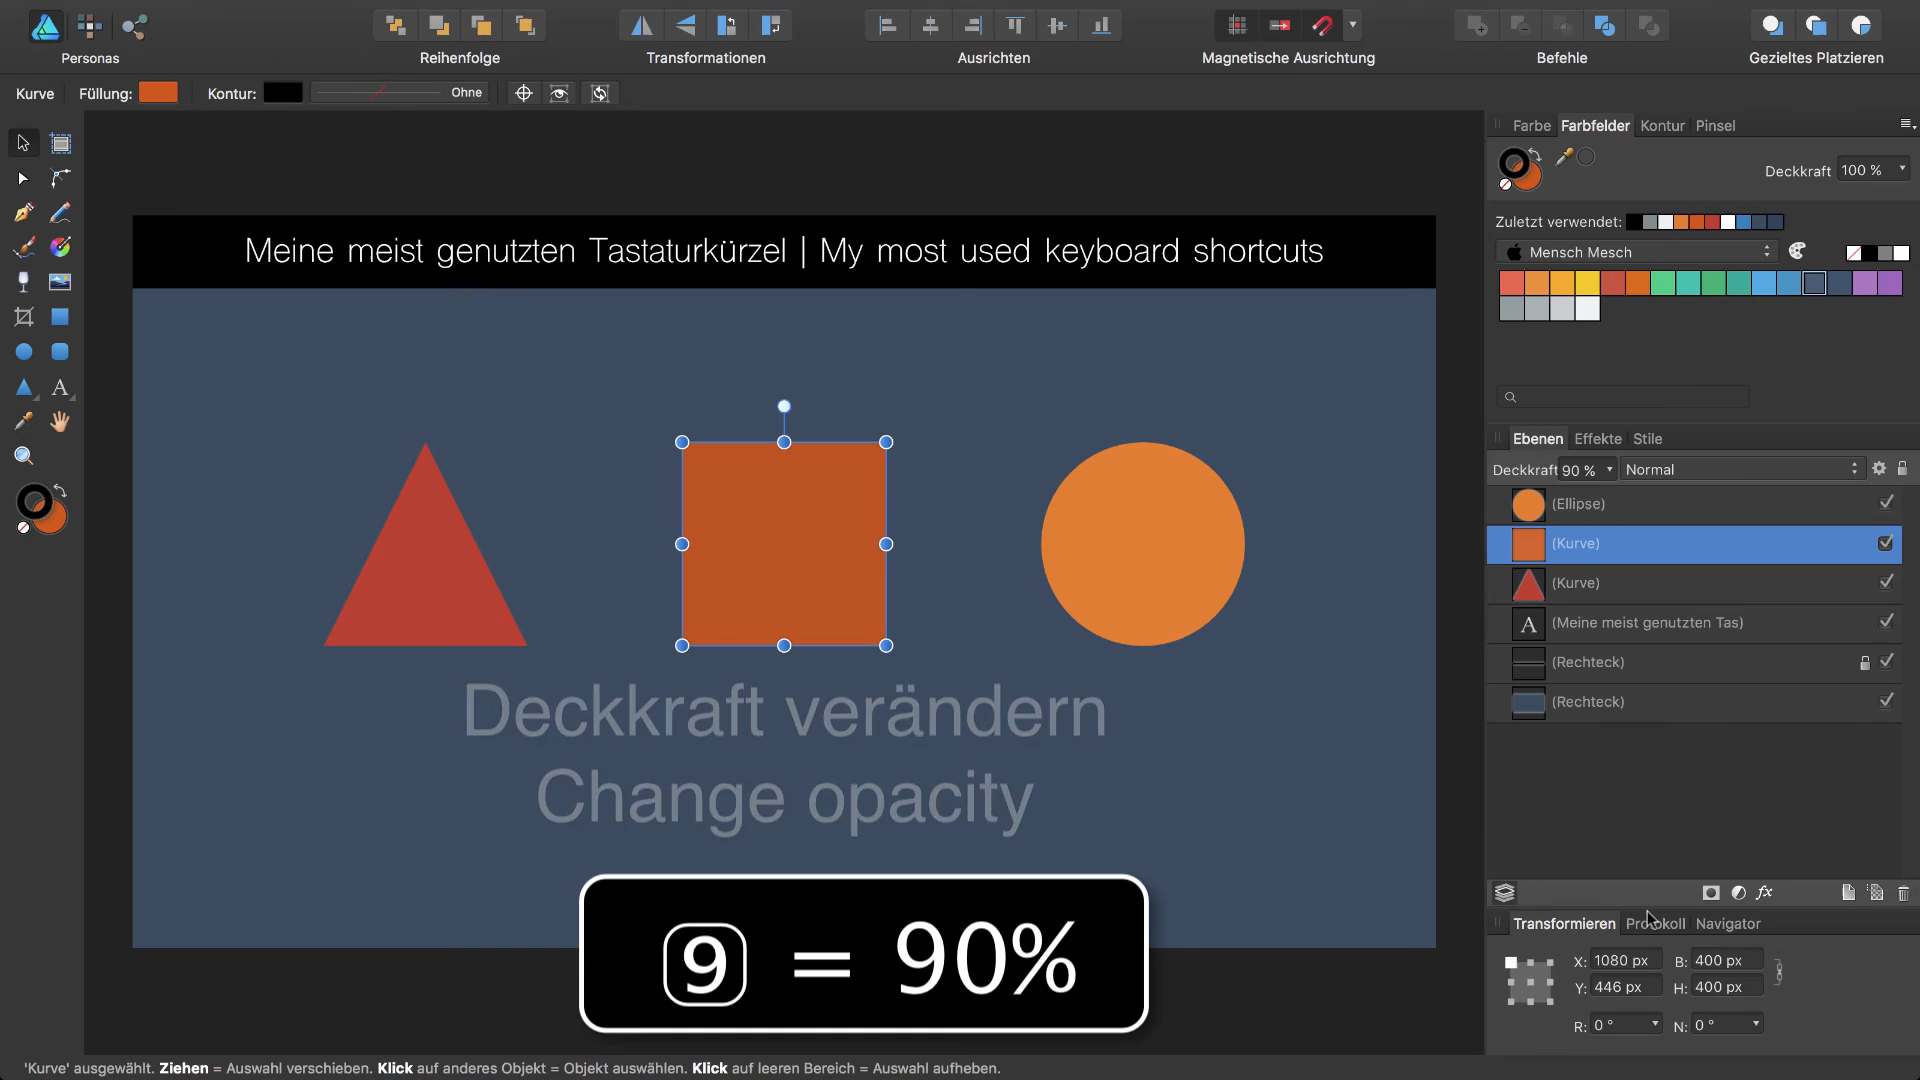 Personas
Reihenfolge
Transformationen
Ausrichten
Magnetische Ausrichtung
Befehle
Gezieltes Platzieren
Kurve
Füllung:
Kontur:
Ohne
Farbe Farbfelder Kontur Pinsel
Deckkraft 100 %
Zuletzt verwendet:
Mensch Mesch
Meine meist genutzten Tastaturkürzel | My most used keyboard shortcuts
Ebenen Effekte Stile
Deckkraft 90 % Normal
(Ellipse)
(Kurve)
(Kurve)
A (Meine meist genutzten Tas)
(Rechteck)
(Rechteck)
Deckkraft verändern
Change opacity
9 = 90%
fx
Transformieren Protokoll Navigator
X: 1080 px B: 400 px
Y: 446 px H: 400 px
R: 0 ° N: 0 °
'Kurve' ausgewählt. Ziehen = Auswahl verschieben. Klick auf anderes Objekt = Objekt auswählen. Klick auf leeren Bereich = Auswahl aufheben.